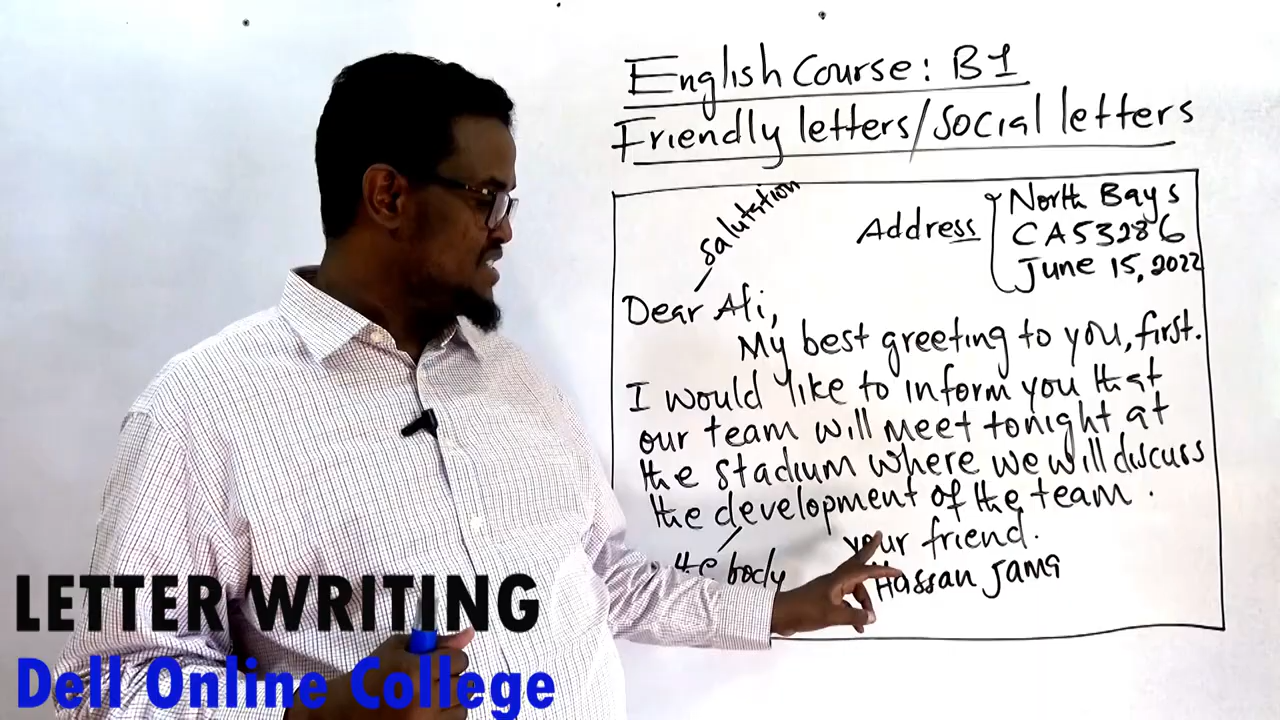 English Course: B1
Friendly letters/social letters
salutation
Address
North Bays
CA53286
June 15, 2022
Dear Ali,
My best greeting to you, first.
I would like to inform you that
our team will meet tonight at
the stadium where we will discuss
the development of the team.
your friend.
the body
Hassan Jama
LETTER WRITING
Dell Online College